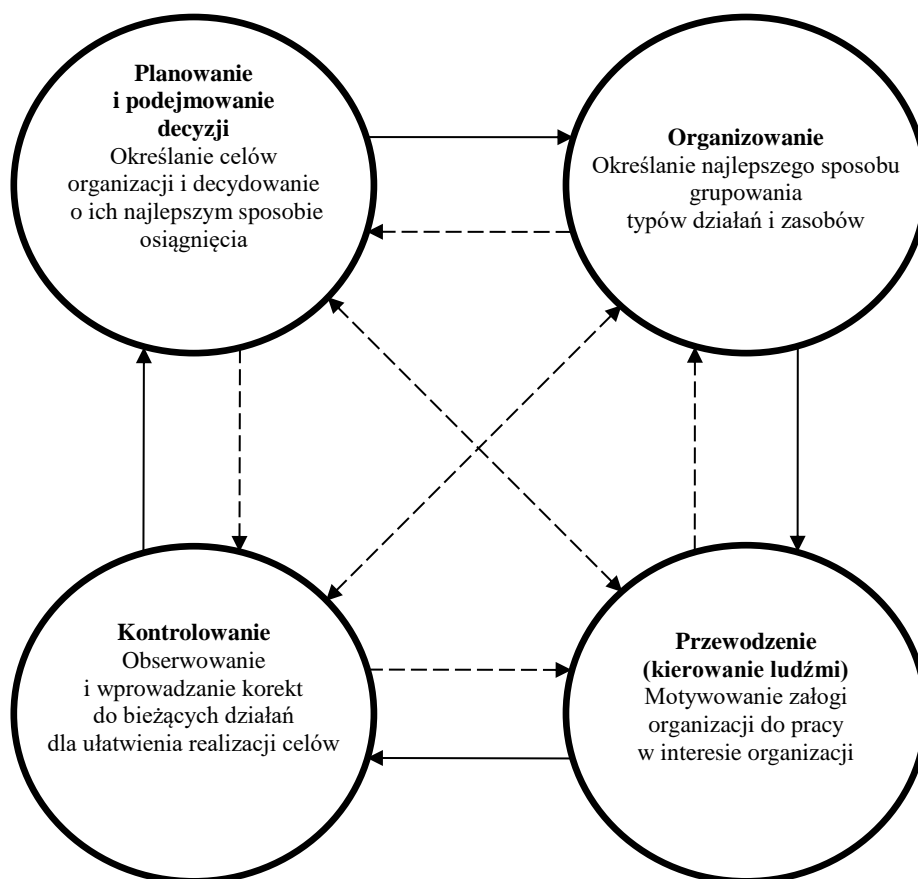 Planowanie
i podejmowanie
decyzji
Określanie celów
organizacji i decydowanie
o ich najlepszym sposobie
osiągnięcia
Organizowanie
Określanie najlepszego sposobu
grupowania
typów działań i zasobów
Kontrolowanie
Obserwowanie
i wprowadzanie korekt
do bieżących działań
dla ułatwienia realizacji celów
Przewodzenie
(kierowanie ludźmi)
Motywowanie załogi
organizacji do pracy
w interesie organizacji